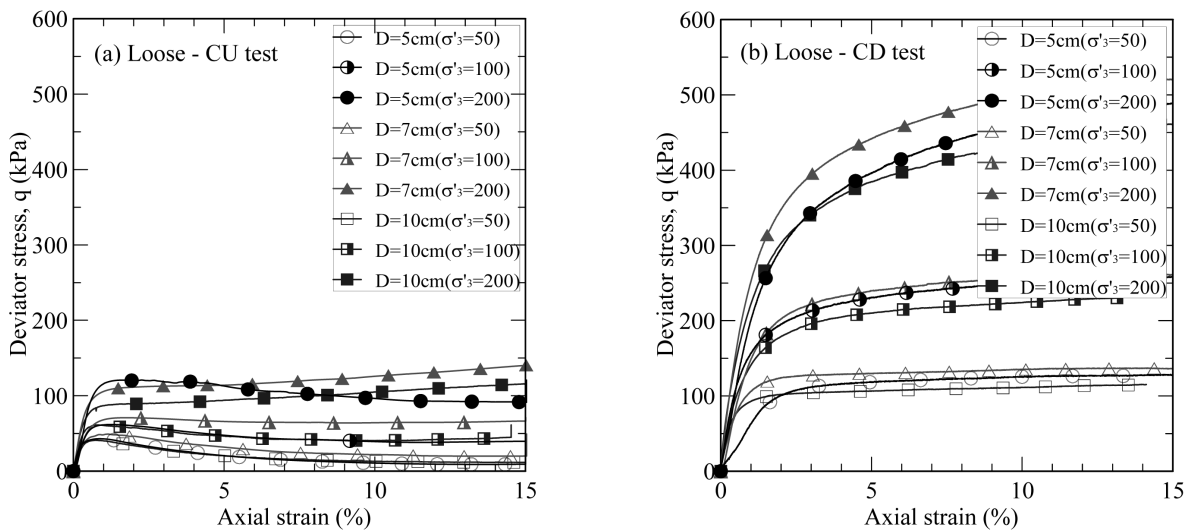 600
500
400
300
200
100
0
Deviator stress, q (kPa)
(a) Loose - CU test
D=5cm(σ'3=50)
D=5cm(σ'3=100)
D=5cm(σ'3=200)
D=7cm(σ'3=50)
D=7cm(σ'3=100)
D=7cm(σ'3=200)
D=10cm(σ'3=50)
D=10cm(σ'3=100)
D=10cm(σ'3=200)
0
5
10
15
Axial strain (%)
600
500
400
300
200
100
0
Deviator stress, q (kPa)
(b) Loose - CD test
D=5cm(σ'3=50)
D=5cm(σ'3=100)
D=5cm(σ'3=200)
D=7cm(σ'3=50)
D=7cm(σ'3=100)
D=7cm(σ'3=200)
D=10cm(σ'3=50)
D=10cm(σ'3=100)
D=10cm(σ'3=200)
0
5
10
15
Axial strain (%)